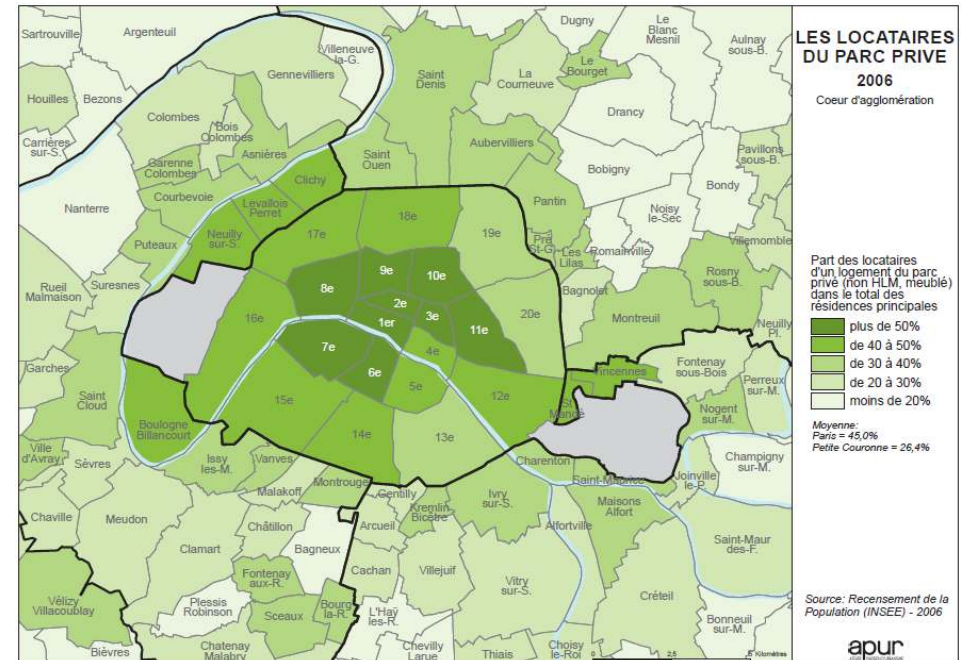 LES LOCATAIRES
DU PARC PRIVE
2006
Coeur d'agglomération
Part des locataires
d'un logement du parc
privé (non HLM, meublé)
dans le total des
résidences principales
plus de 50%
de 40 à 50%
de 30 à 40%
de 20 à 30%
moins de 20%
Moyenne:
Paris = 45,0%
Petite Couronne = 26,4%
Source: Recensement de la
Population (INSEE) - 2006
apur
Sartrouville
Argenteuil
Villeneuve
la-G.
Dugny
Le
Blanc
Mesnil
Aulnay
sous-B.
Houilles
Bezons
Gennevilliers
Saint
Denis
La
Courneuve
Le
Bourget
Drancy
Carrières
sur-S.
Colombes
Bois
Colombes
Asnières
Garenne
Colombes
Saint
Ouen
Aubervilliers
Bobigny
Pavillons
sous-B.
Bondy
Nanterre
Courbevoie
Levallois
Perret
Clichy
Pantin
Noisy
le-Sec
Puteaux
Neuilly
sur-S.
17e
18e
19e
Pré
St-G.
Les
Lilas
Romainville
Villemomble
Rueil
Malmaison
Suresnes
9e
10e
8e
2e
3e
1er
11e
20e
Bagnolet
Rosny
sous-B.
Montreuil
Neuilly
Pl.
16e
7e
4e
6e
5e
Garches
Saint
Cloud
15e
14e
13e
12e
Vincennes
St
Mandé
Fontenay
sous-Bois
Perreux
sur-M.
Nogent
sur-M.
Boulogne
Billancourt
Ville
d'Avray
Sèvres
Issy
les-M.
Vanves
Malakoff
Montrouge
Gentilly
Kremlin
Bicêtre
Ivry
sur-S.
Charenton
Saint-Maurice
Joinville
le-P.
Champigny
sur-M.
Maisons
Alfort
Alfortville
Saint-Maur
des-F.
Chaville
Meudon
Clamart
Châtillon
Bagneux
Arcueil
Cachan
Villejuif
Vitry
sur-S.
Créteil
Vélizy
Villacoublay
Fontenay
aux-R.
Plessis
Robinson
Sceaux
Bourg
la-R.
L'Haÿ
les-R.
Bonneuil
sur-M.
Bièvres
Chatenay
Malabry
Chevilly
Larue
Thiais
Choisy
le-Roi
0
2,5
5 Kilomètres